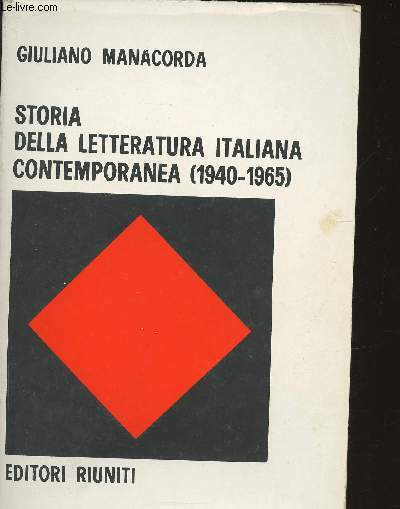 Le-livre.com
GIULIANO MANACORDA
STORIA
DELLA LETTERATURA ITALIANA
CONTEMPORANEA (1940-1965)
EDITORI RIUNITI